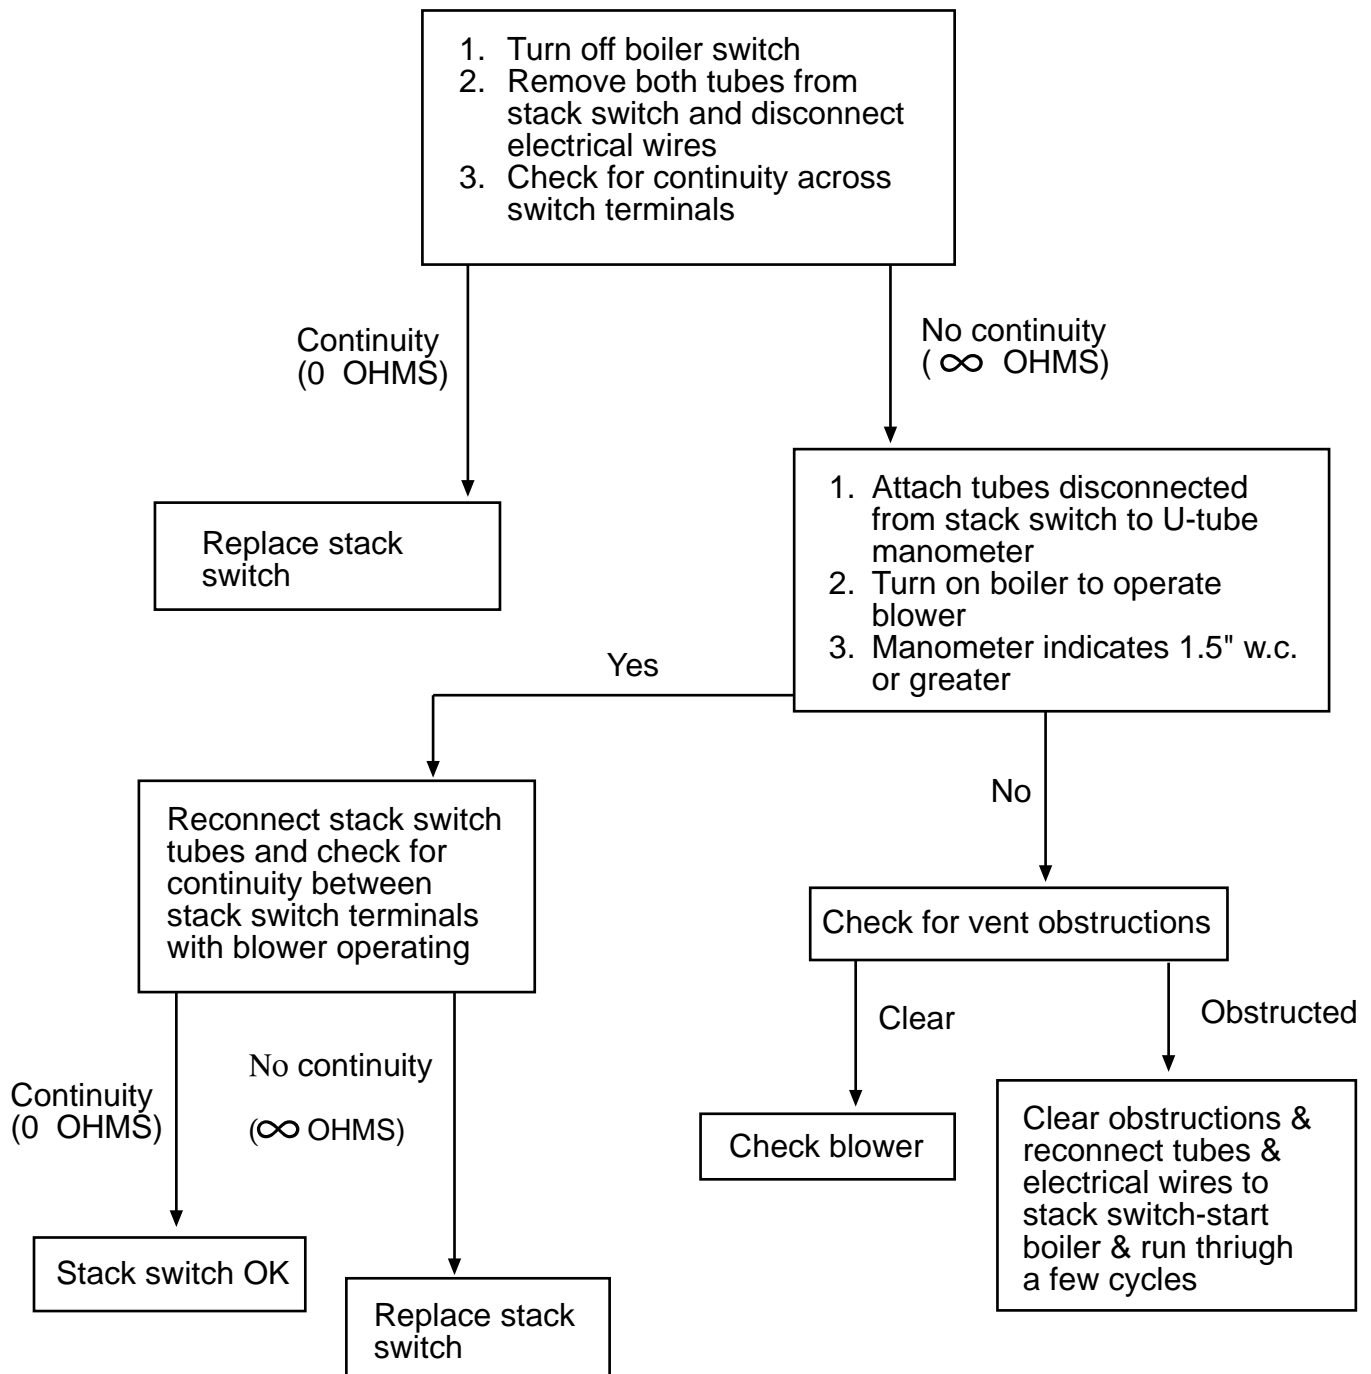 1. Turn off boiler switch
2. Remove both tubes from
stack switch and disconnect
electrical wires
3. Check for continuity across
switch terminals
Continuity
(0 OHMS)
No continuity
( ∞ OHMS)
Replace stack
switch
1. Attach tubes disconnected
from stack switch to U-tube
manometer
2. Turn on boiler to operate
blower
3. Manometer indicates 1.5" w.c.
or greater
Yes
No
Reconnect stack switch
tubes and check for
continuity between
stack switch terminals
with blower operating
Check for vent obstructions
Clear
Obstructed
Continuity
(0 OHMS)
No continuity
(∞ OHMS)
Check blower
Clear obstructions &
reconnect tubes &
electrical wires to
stack switch-start
boiler & run thriugh
a few cycles
Stack switch OK
Replace stack
switch